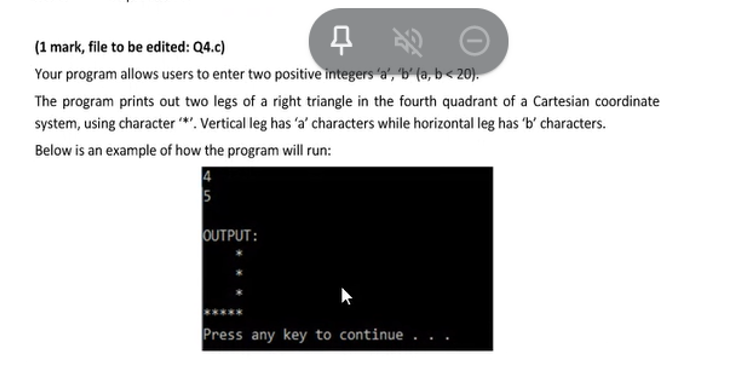 (1 mark, file to be edited: Q4.c)
Your program allows users to enter two positive integers ‘a’, ‘b’ (a, b < 20).
The program prints out two legs of a right triangle in the fourth quadrant of a Cartesian coordinate
system, using character ‘*’. Vertical leg has ‘a’ characters while horizontal leg has ‘b’ characters.
Below is an example of how the program will run:
4
5
OUTPUT:
    *
    *
    *
*****
Press any key to continue . . .